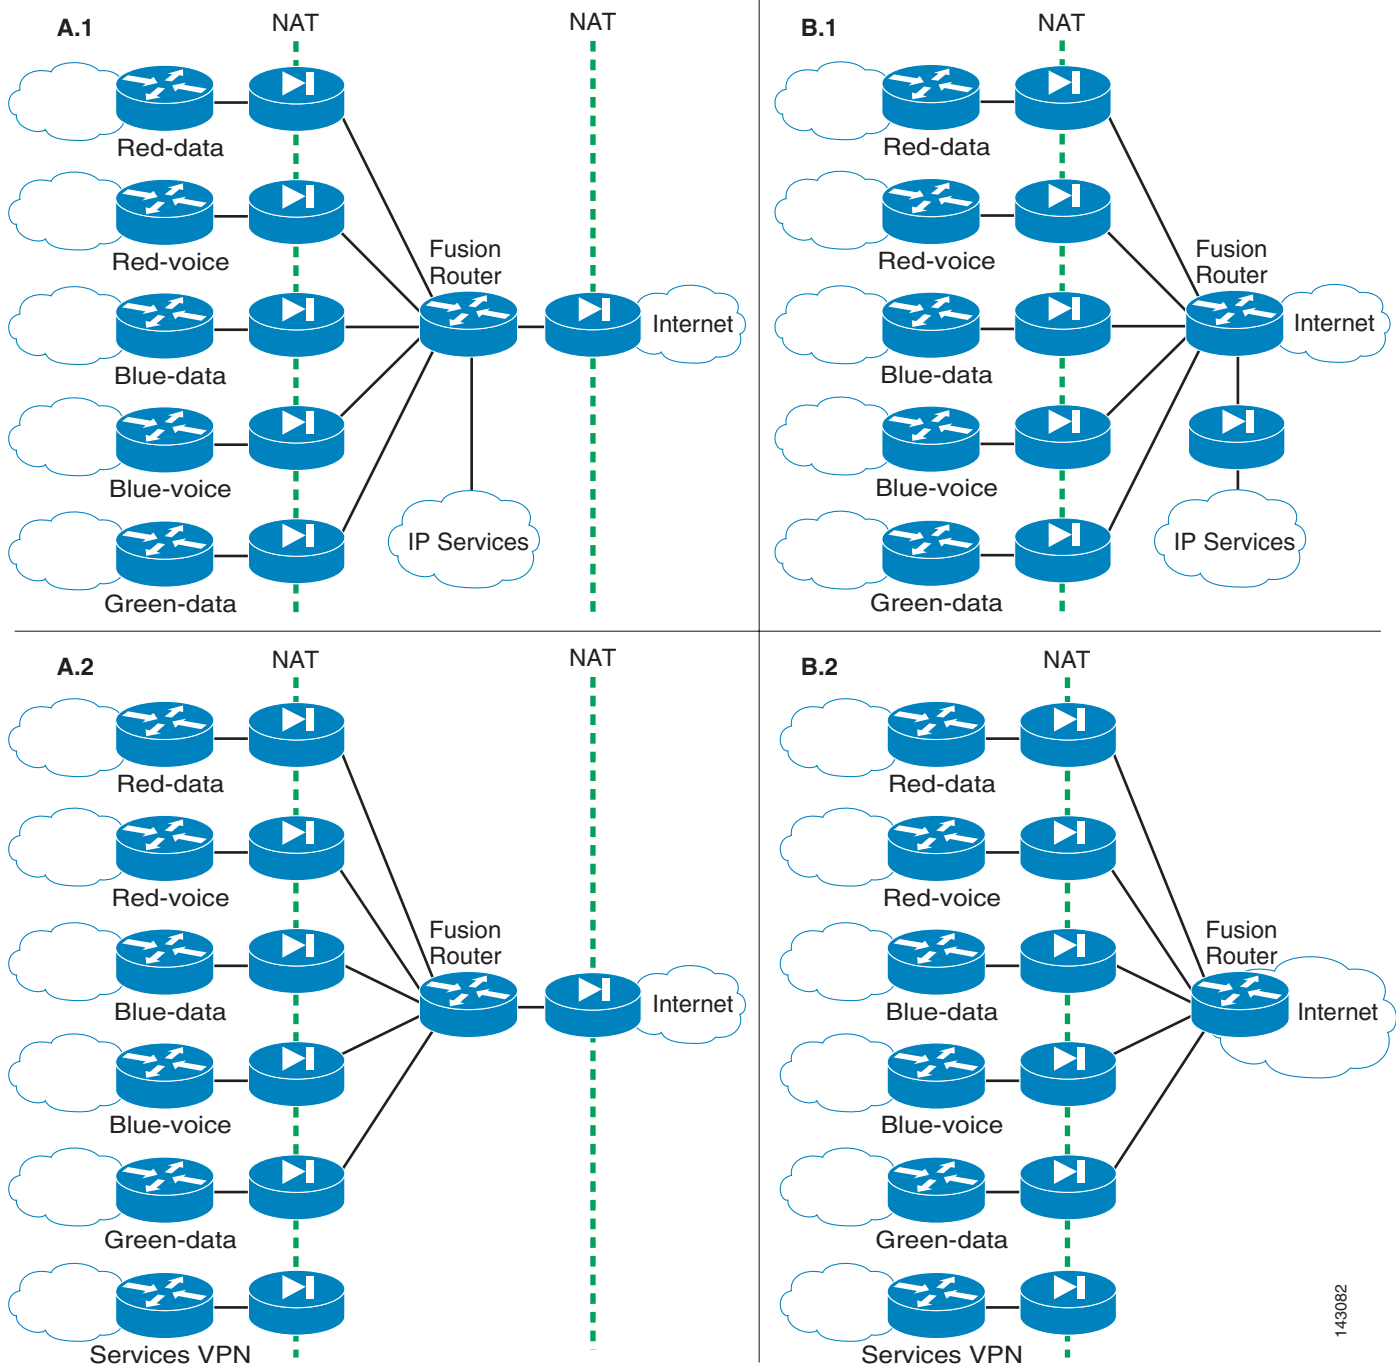 A.1
NAT
NAT
Red-data
Red-voice
Blue-data
Blue-voice
Green-data
Fusion
Router
Internet
IP Services
B.1
NAT
Red-data
Red-voice
Blue-data
Blue-voice
Green-data
Fusion
Router
Internet
IP Services
A.2
NAT
NAT
Red-data
Red-voice
Blue-data
Blue-voice
Green-data
Services VPN
Fusion
Router
Internet
B.2
NAT
Red-data
Red-voice
Blue-data
Blue-voice
Green-data
Services VPN
Fusion
Router
Internet
143082